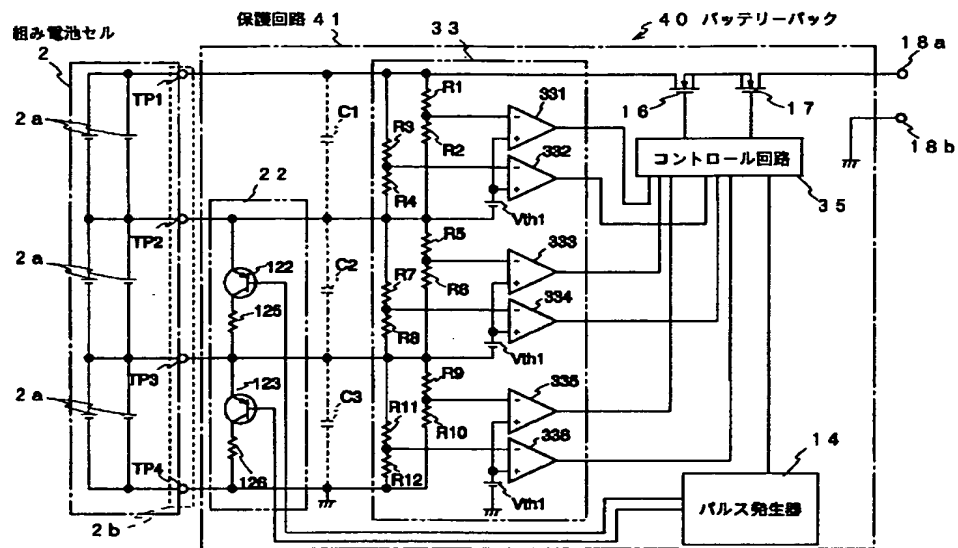 保護回路 41
40 バッテリーパック
組み電池セル
33
2
18a
TP1
R1
331
C1
16
17
2a
R3
R2
332
18b
コントロール回路
22
R4
Vth1
35
TP2
R5
333
2a
122
C2
R7
R6
334
125
R8
Vth1
TP3
R9
335
2a
123
C3
R11
R10
336
14
TP4
126
R12
Vth1
パルス発生器
2b